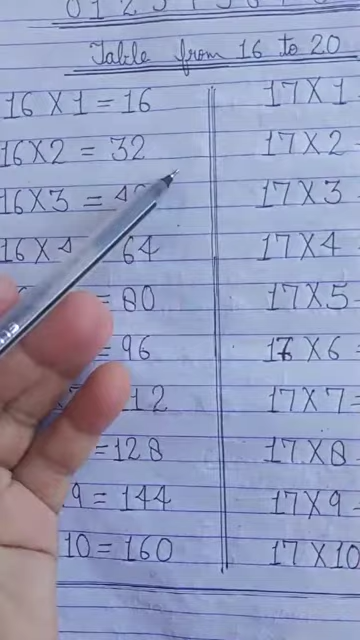 Table from 16 to 20
16 X 1 = 16
16 X 2 = 32
16 X 3 =
16 X 4 64
= 80
= 96
112
= 128
9 = 144
10 = 160
17 X 1
17 X 2
17 X 3
17 X 4
17 X 5
17 X 6
17 X 7
17 X 8
17 X 9
17 X 10